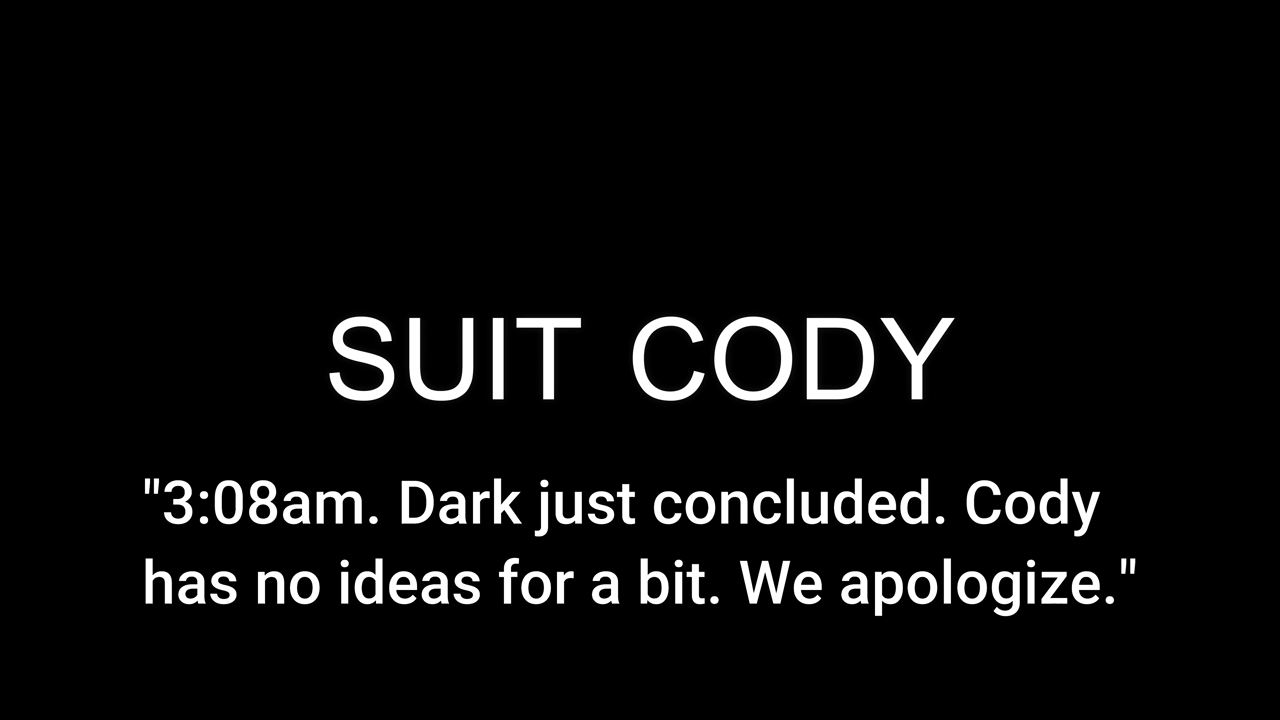 SUIT CODY
"3:08am. Dark just concluded. Cody
has no ideas for a bit. We apologize."